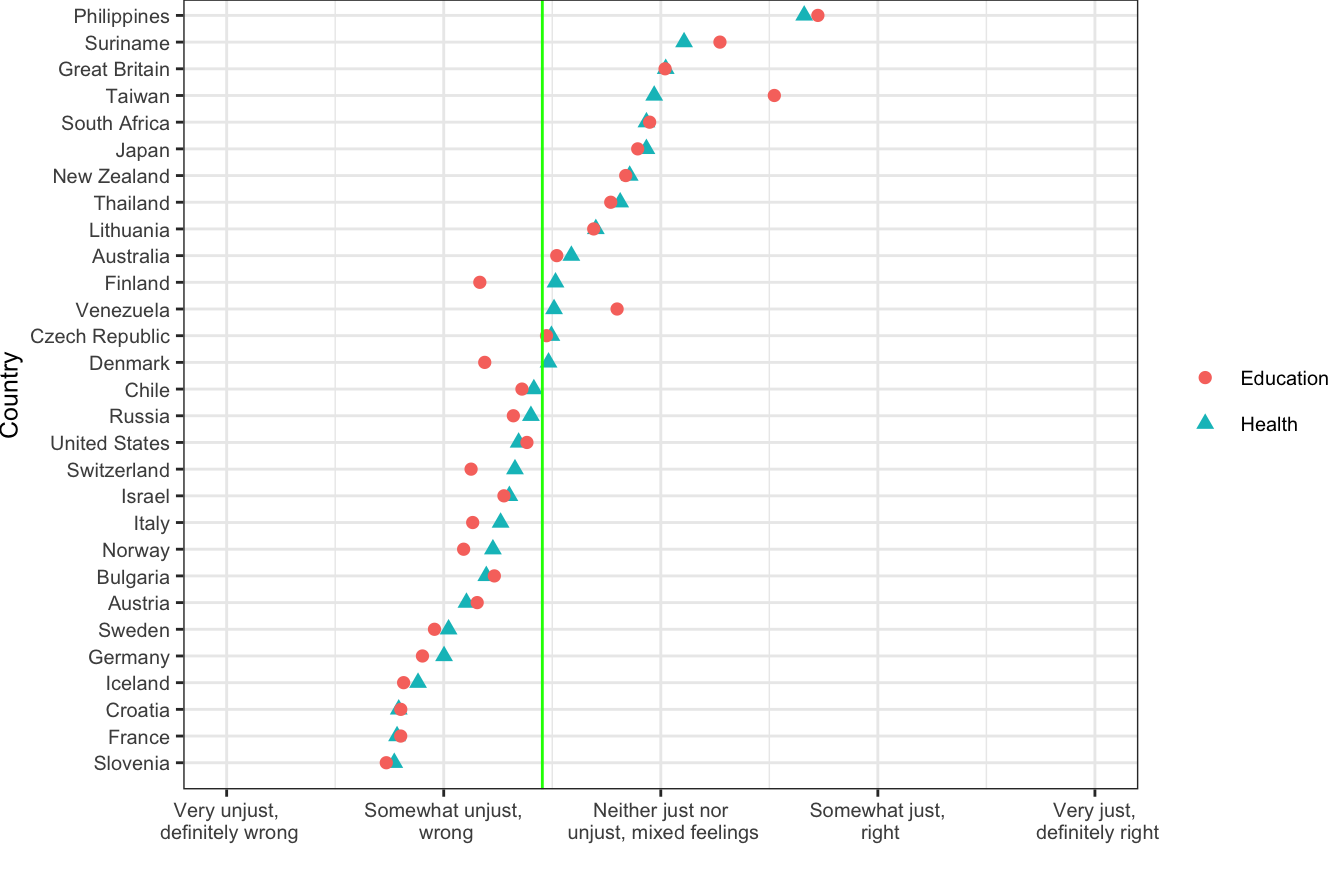 Philippines
Suriname
Great Britain
Taiwan
South Africa
Japan
New Zealand
Thailand
Lithuania
Australia
Finland
Venezuela
Czech Republic
Denmark
Chile
Russia
United States
Switzerland
Israel
Italy
Norway
Bulgaria
Austria
Sweden
Germany
Iceland
Croatia
France
Slovenia
Country
Very unjust,
definitely wrong
Somewhat unjust,
wrong
Neither just nor
unjust, mixed feelings
Somewhat just,
right
Very just,
definitely right
Education
Health